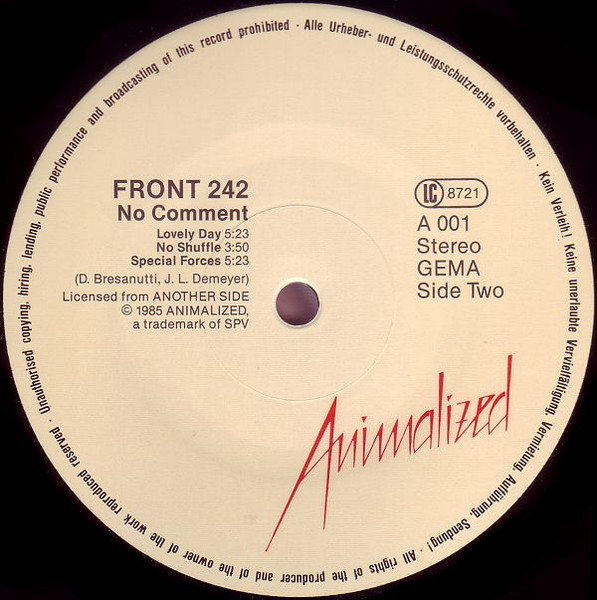 FRONT 242
No Comment
Lovely Day 5:23
No Shuffle 3:50
Special Forces 5:23
(D. Bresanutti, J. L. Demeyer)
Licensed from ANOTHER SIDE
© 1985 ANIMALIZED,
a trademark of SPV
LC 8721
A 001
Stereo
GEMA
Side Two
Animalized
· All rights of the producer and of the owner of the work reproduced reserved · Unauthorised copying, hiring, lending, public performance and broadcasting of this record prohibited · Alle Urheber- und Leistungsschutzrechte vorbehalten · Kein Verleih! Keine unerlaubte Vervielfältigung, Vermietung, Aufführung, Sendung!